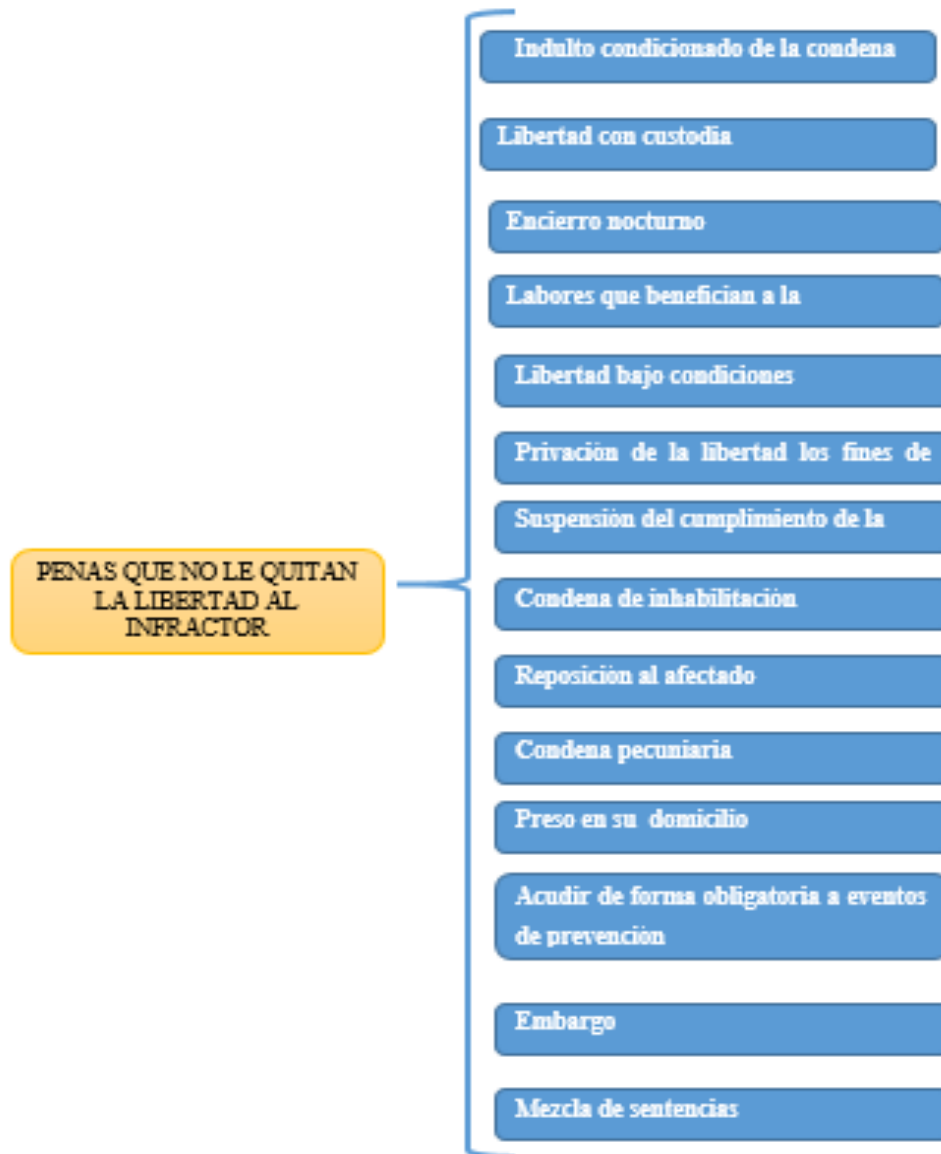 Indulto condicionado de la condena
Libertad con custodia
Encierro nocturno
Labores que benefician a la
Libertad bajo condiciones
Privación de la libertad los fines de
Suspensión del cumplimiento de la
PENAS QUE NO LE QUITAN
LA LIBERTAD AL
INFRACTOR
Condena de inhabilitación
Reposición al afectado
Condena pecuniaria
Preso en su domicilio
Acudir de forma obligatoria a eventos
de prevención
Embargo
Mezcla de sentencias